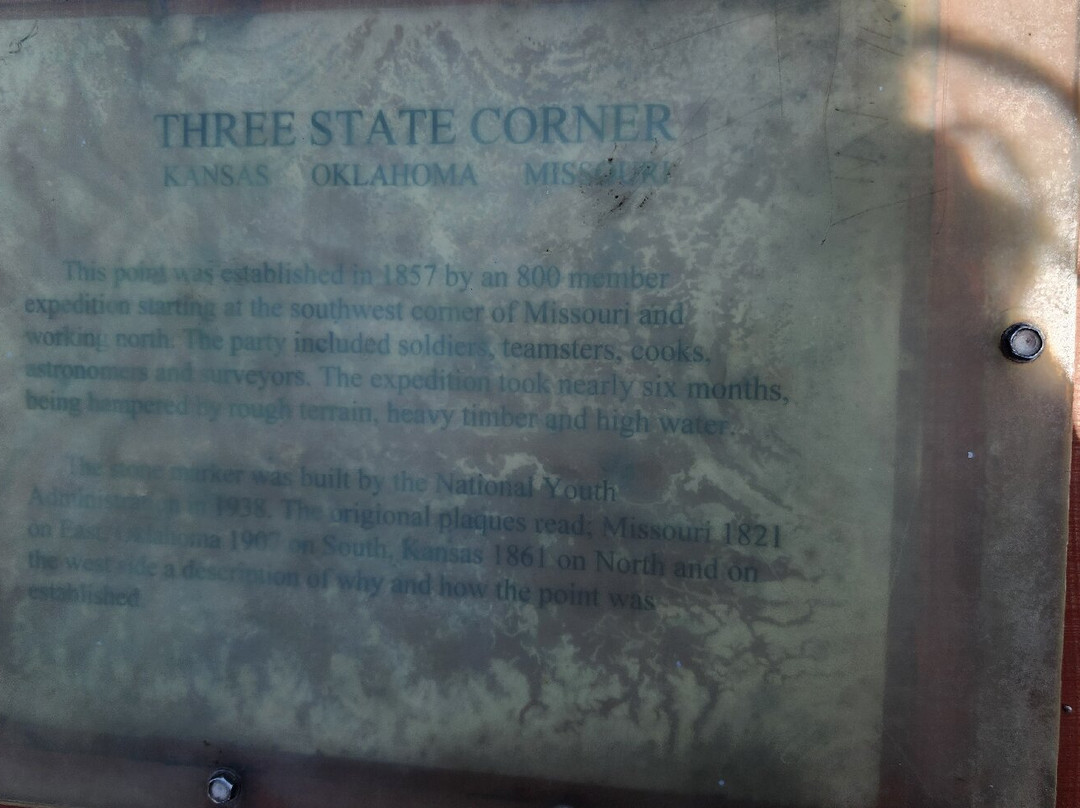 THREE STATE CORNER
KANSAS OKLAHOMA MISSOURI
This point was established in 1857 by an 800 member
expedition starting at the southwest corner of Missouri and
working north. The party included soldiers, teamsters, cooks,
astronomers and surveyors. The expedition took nearly six months,
being hampered by rough terrain, heavy timber and high water.
The stone marker was built by the National Youth
Administration in 1938. The origional plaques read; Missouri 1821
on East, Oklahoma 1907 on South, Kansas 1861 on North and on
the west side a description of why and how the point was
established